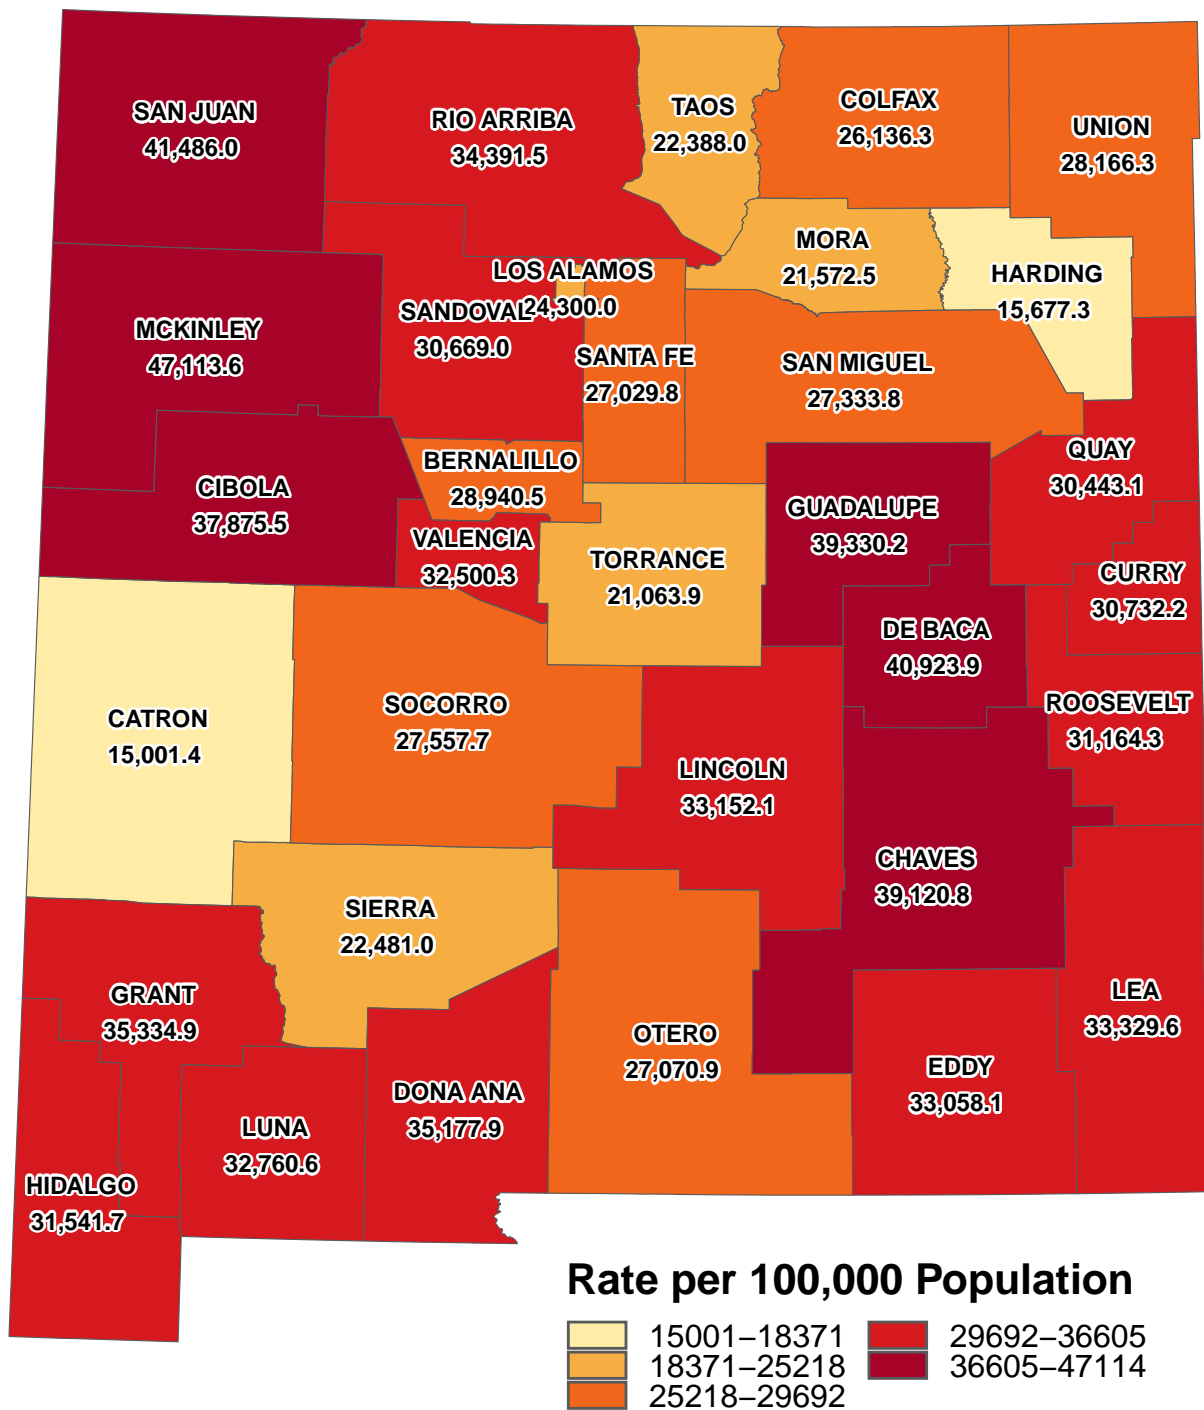 SAN JUAN
41,486.0
RIO ARRIBA
34,391.5
TAOS
22,388.0
COLFAX
26,136.3
UNION
28,166.3
MORA
21,572.5
HARDING
15,677.3
LOS ALAMOS
24,300.0
SANDOVAL
30,669.0
MCKINLEY
47,113.6
SANTA FE
27,029.8
SAN MIGUEL
27,333.8
QUAY
30,443.1
BERNALILLO
28,940.5
CIBOLA
37,875.5
GUADALUPE
39,330.2
VALENCIA
32,500.3
TORRANCE
21,063.9
CURRY
30,732.2
DE BACA
40,923.9
ROOSEVELT
31,164.3
CATRON
15,001.4
SOCORRO
27,557.7
LINCOLN
33,152.1
CHAVES
39,120.8
SIERRA
22,481.0
GRANT
35,334.9
LEA
33,329.6
OTERO
27,070.9
EDDY
33,058.1
DONA ANA
35,177.9
LUNA
32,760.6
HIDALGO
31,541.7
Rate per 100,000 Population
15001–18371
18371–25218
25218–29692
29692–36605
36605–47114